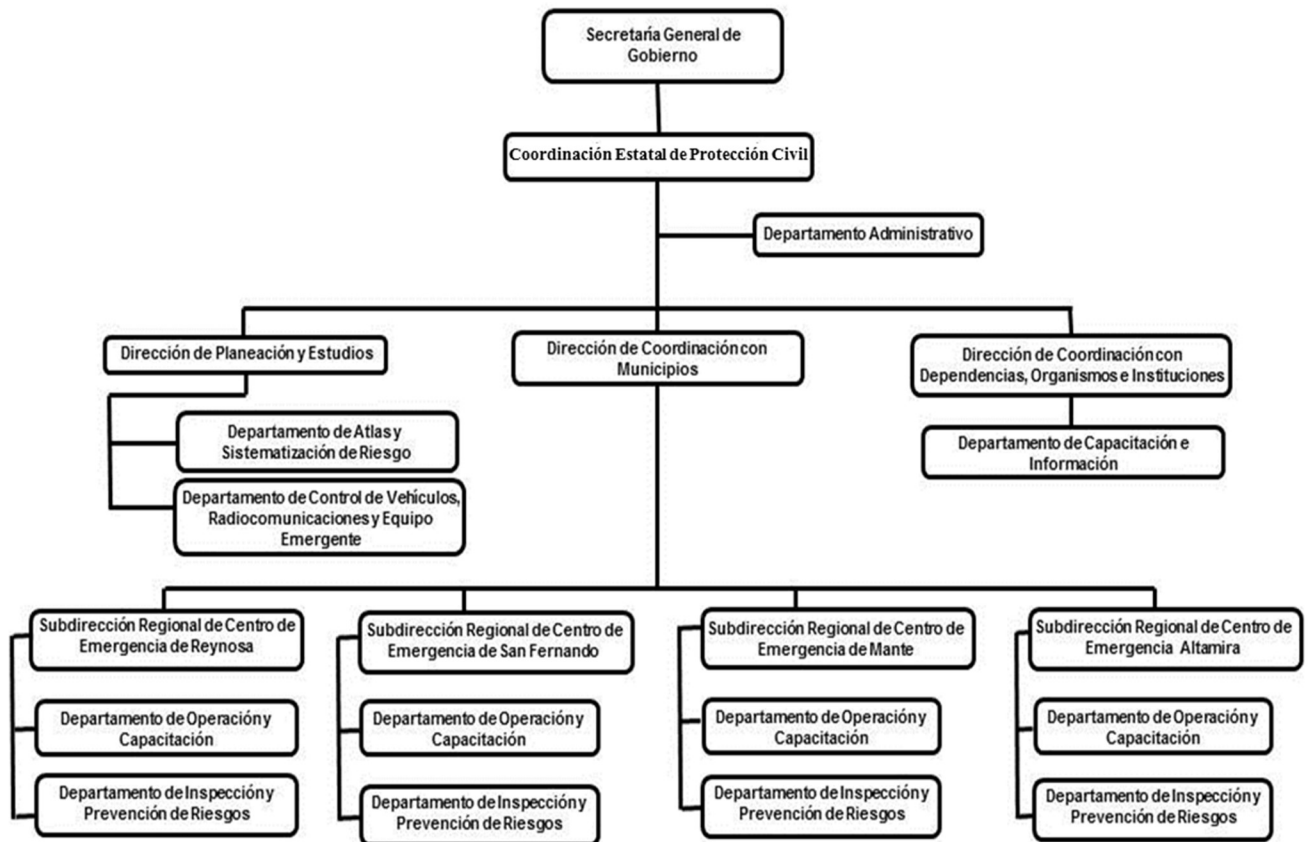 Secretaría General de
Gobierno
Coordinación Estatal de Protección Civil
Departamento Administrativo
Dirección de Planeación y Estudios
Dirección de Coordinación con
Municipios
Dirección de Coordinación con
Dependencias, Organismos e Instituciones
Departamento de Atlas y
Sistematización de Riesgo
Departamento de Control de Vehículos,
Radiocomunicaciones y Equipo
Emergente
Departamento de Capacitación e
Información
Subdirección Regional de Centro de
Emergencia de Reynosa
Departamento de Operación y
Capacitación
Departamento de Inspección y
Prevención de Riesgos
Subdirección Regional de Centro de
Emergencia de San Fernando
Departamento de Operación y
Capacitación
Departamento de Inspección y
Prevención de Riesgos
Subdirección Regional de Centro de
Emergencia de Mante
Departamento de Operación y
Capacitación
Departamento de Inspección y
Prevención de Riesgos
Subdirección Regional de Centro de
Emergencia Altamira
Departamento de Operación y
Capacitación
Departamento de Inspección y
Prevención de Riesgos